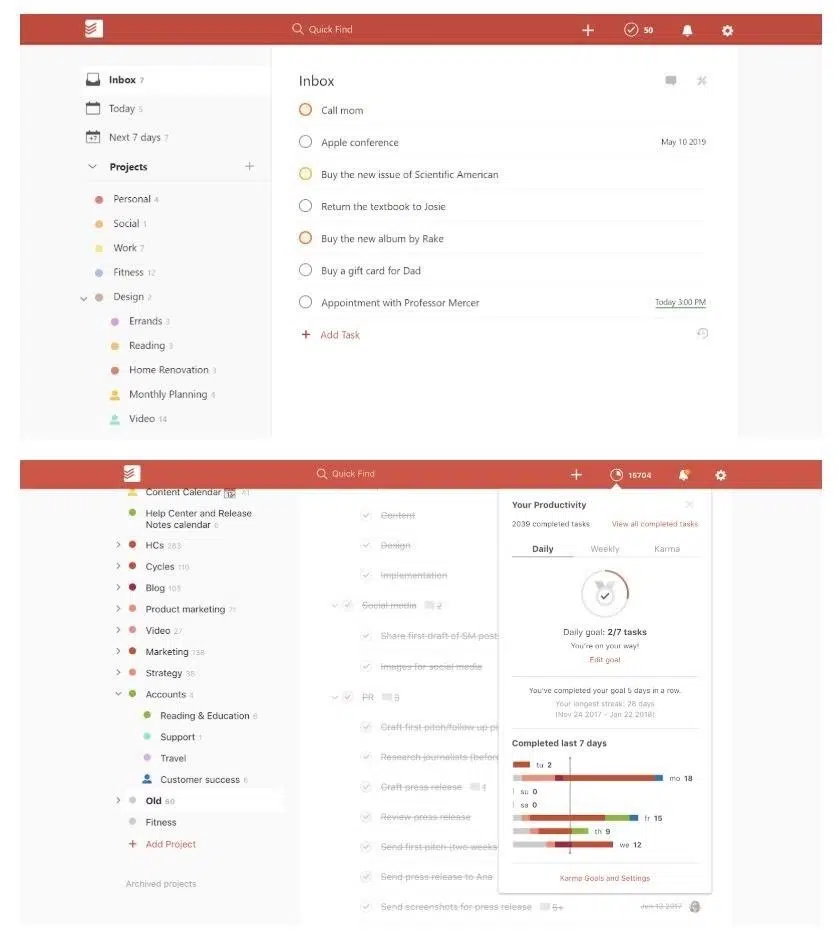 Quick Find
50
Inbox 7
Today 5
Next 7 days 7
Projects
Personal 4
Social 1
Work 7
Fitness 12
Design 2
Errands 3
Reading 3
Home Renovation 3
Monthly Planning 4
Video 14
Inbox
Call mom
Apple conference May 10 2019
Buy the new issue of Scientific American
Return the textbook to Josie
Buy the new album by Rake
Buy a gift card for Dad
Appointment with Professor Mercer Today 3:00 PM
+ Add Task
Quick Find
16704
Content Calendar
Help Center and Release
Notes calendar 0
HCs 263
Cycles
Blog 105
Product marketing
Video 27
Marketing 138
Strategy
Accounts 4
Reading & Education 6
Support 1
Travel
Customer success 6
Old 60
Fitness
+ Add Project
Archived projects
Content
Design
Implementation
Social media 2
Share first draft of SM post
Images for social media
PR 3
Craft first pitch/follow up pi
Research journalists (before
Craft press release 1
Review press release
Send first pitch (two weeks
Send press release to Ana
Send screenshots for press release 5+ Jan 13 2017
Your Productivity
2039 completed tasks View all completed tasks
Daily Weekly Karma
Daily goal: 2/7 tasks
You're on your way!
Edit goal
You've completed your goal 5 days in a row.
Your longest streak: 28 days
(Nov 24 2017 - Jan 22 2018)
Completed last 7 days
tu 2
mo 18
su 0
sa 0
fr 15
th 9
we 12
Karma Goals and Settings